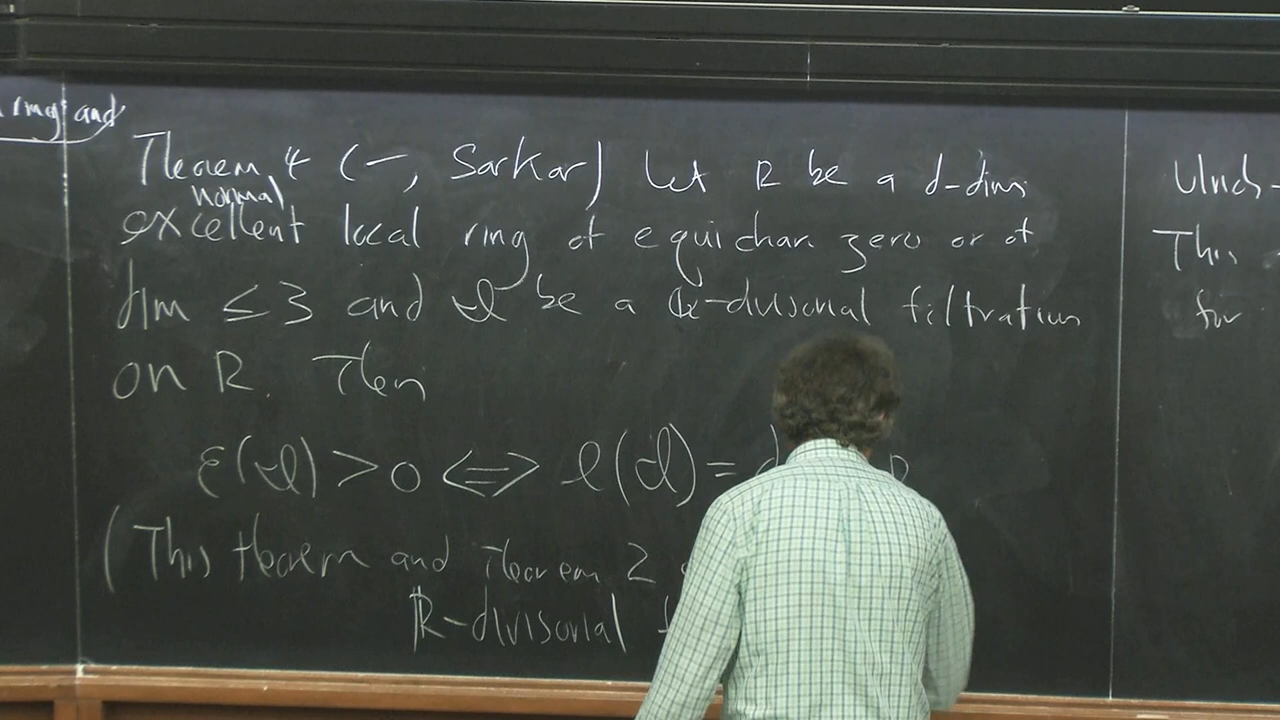 ring and
Theorem 4 (–, Sarkar) Let R be a d-dim
normal
excellent local ring of equichar zero or of
dim ≤ 3 and I be a Q-divisorial filtration
on R. Then
ε(I) > 0 ⟺ ℓ(I) = d
(This theorem and Theorem 2
R-divisorial
Ulrich-
This
for